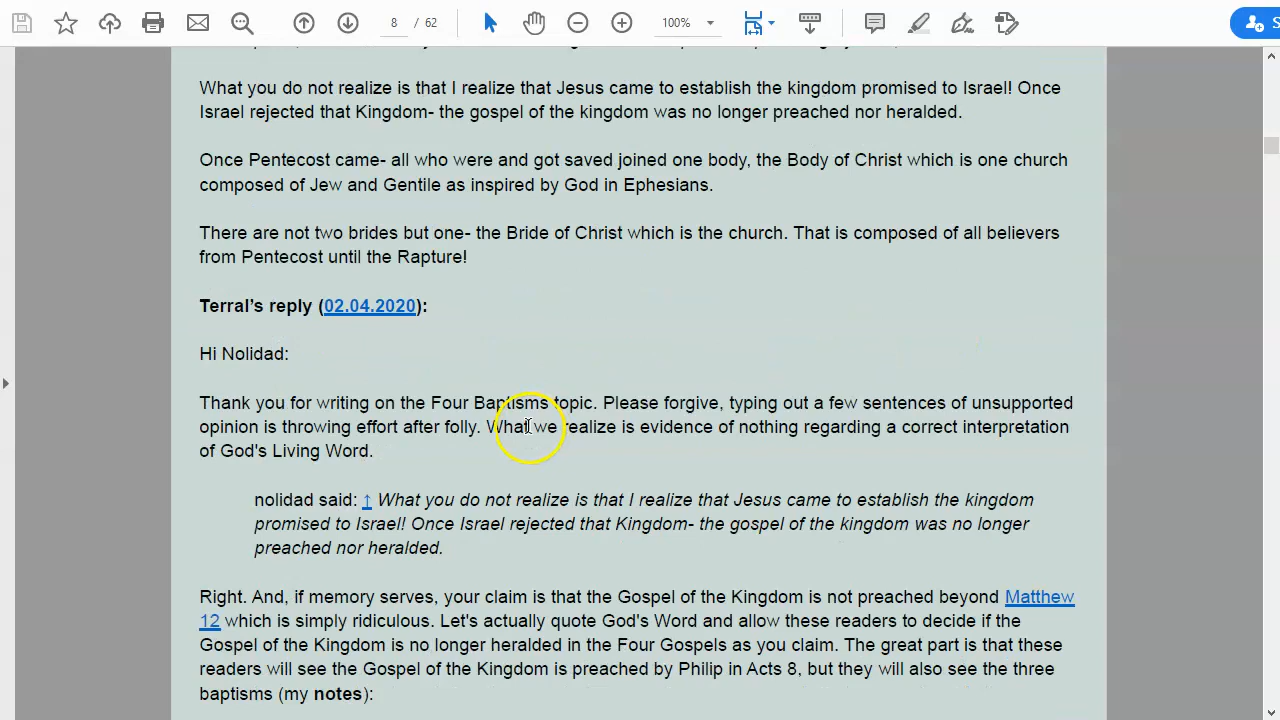 8 / 62
100%
S
What you do not realize is that I realize that Jesus came to establish the kingdom promised to Israel! Once
Israel rejected that Kingdom- the gospel of the kingdom was no longer preached nor heralded.
Once Pentecost came- all who were and got saved joined one body, the Body of Christ which is one church
composed of Jew and Gentile as inspired by God in Ephesians.
There are not two brides but one- the Bride of Christ which is the church. That is composed of all believers
from Pentecost until the Rapture!
Terral’s reply (02.04.2020):
Hi Nolidad:
Thank you for writing on the Four Baptisms topic. Please forgive, typing out a few sentences of unsupported
opinion is throwing effort after folly. What we realize is evidence of nothing regarding a correct interpretation
of God's Living Word.
nolidad said: ↑ What you do not realize is that I realize that Jesus came to establish the kingdom
promised to Israel! Once Israel rejected that Kingdom- the gospel of the kingdom was no longer
preached nor heralded.
Right. And, if memory serves, your claim is that the Gospel of the Kingdom is not preached beyond Matthew
12 which is simply ridiculous. Let's actually quote God's Word and allow these readers to decide if the
Gospel of the Kingdom is no longer heralded in the Four Gospels as you claim. The great part is that these
readers will see the Gospel of the Kingdom is preached by Philip in Acts 8, but they will also see the three
baptisms (my notes):